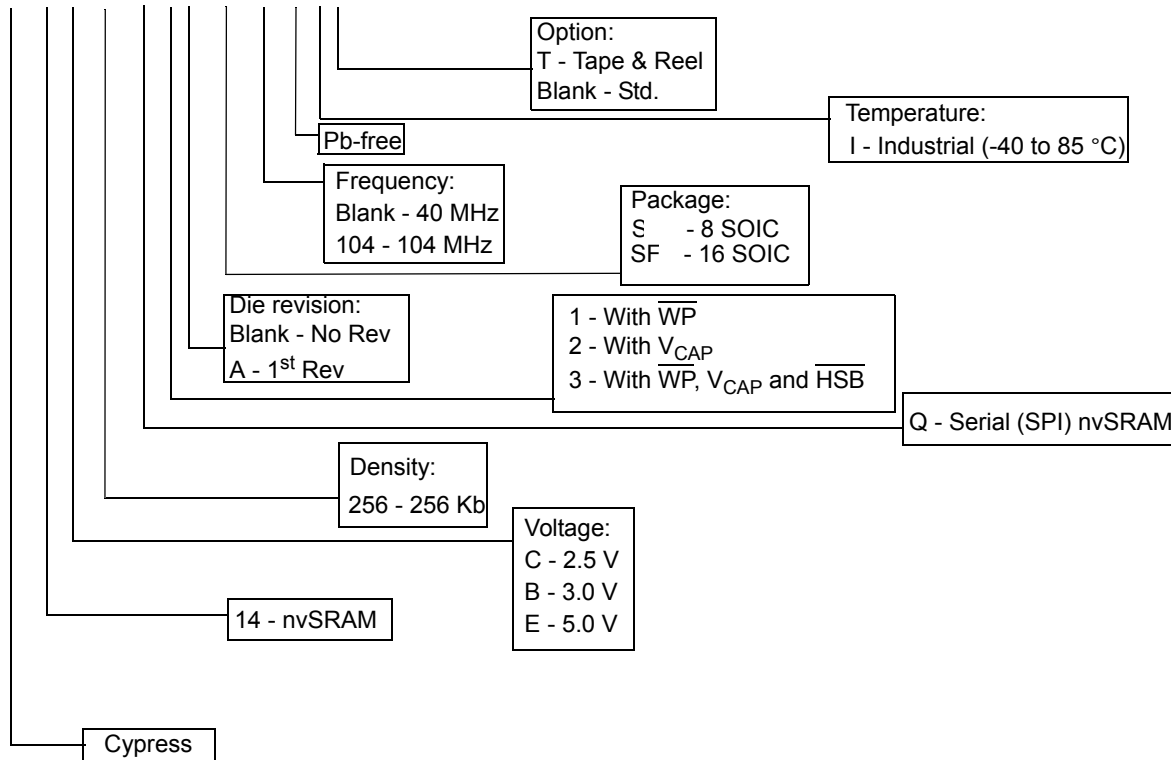 Option:
T - Tape & Reel
Blank - Std.
Temperature:
I - Industrial (-40 to 85 °C)
Pb-free
Frequency:
Blank - 40 MHz
104 - 104 MHz
Package:
S - 8 SOIC
SF - 16 SOIC
Die revision:
Blank - No Rev
A - 1st Rev
1 - With WP
2 - With VCAP
3 - With WP, VCAP and HSB
Q - Serial (SPI) nvSRAM
Density:
256 - 256 Kb
Voltage:
C - 2.5 V
B - 3.0 V
E - 5.0 V
14 - nvSRAM
Cypress